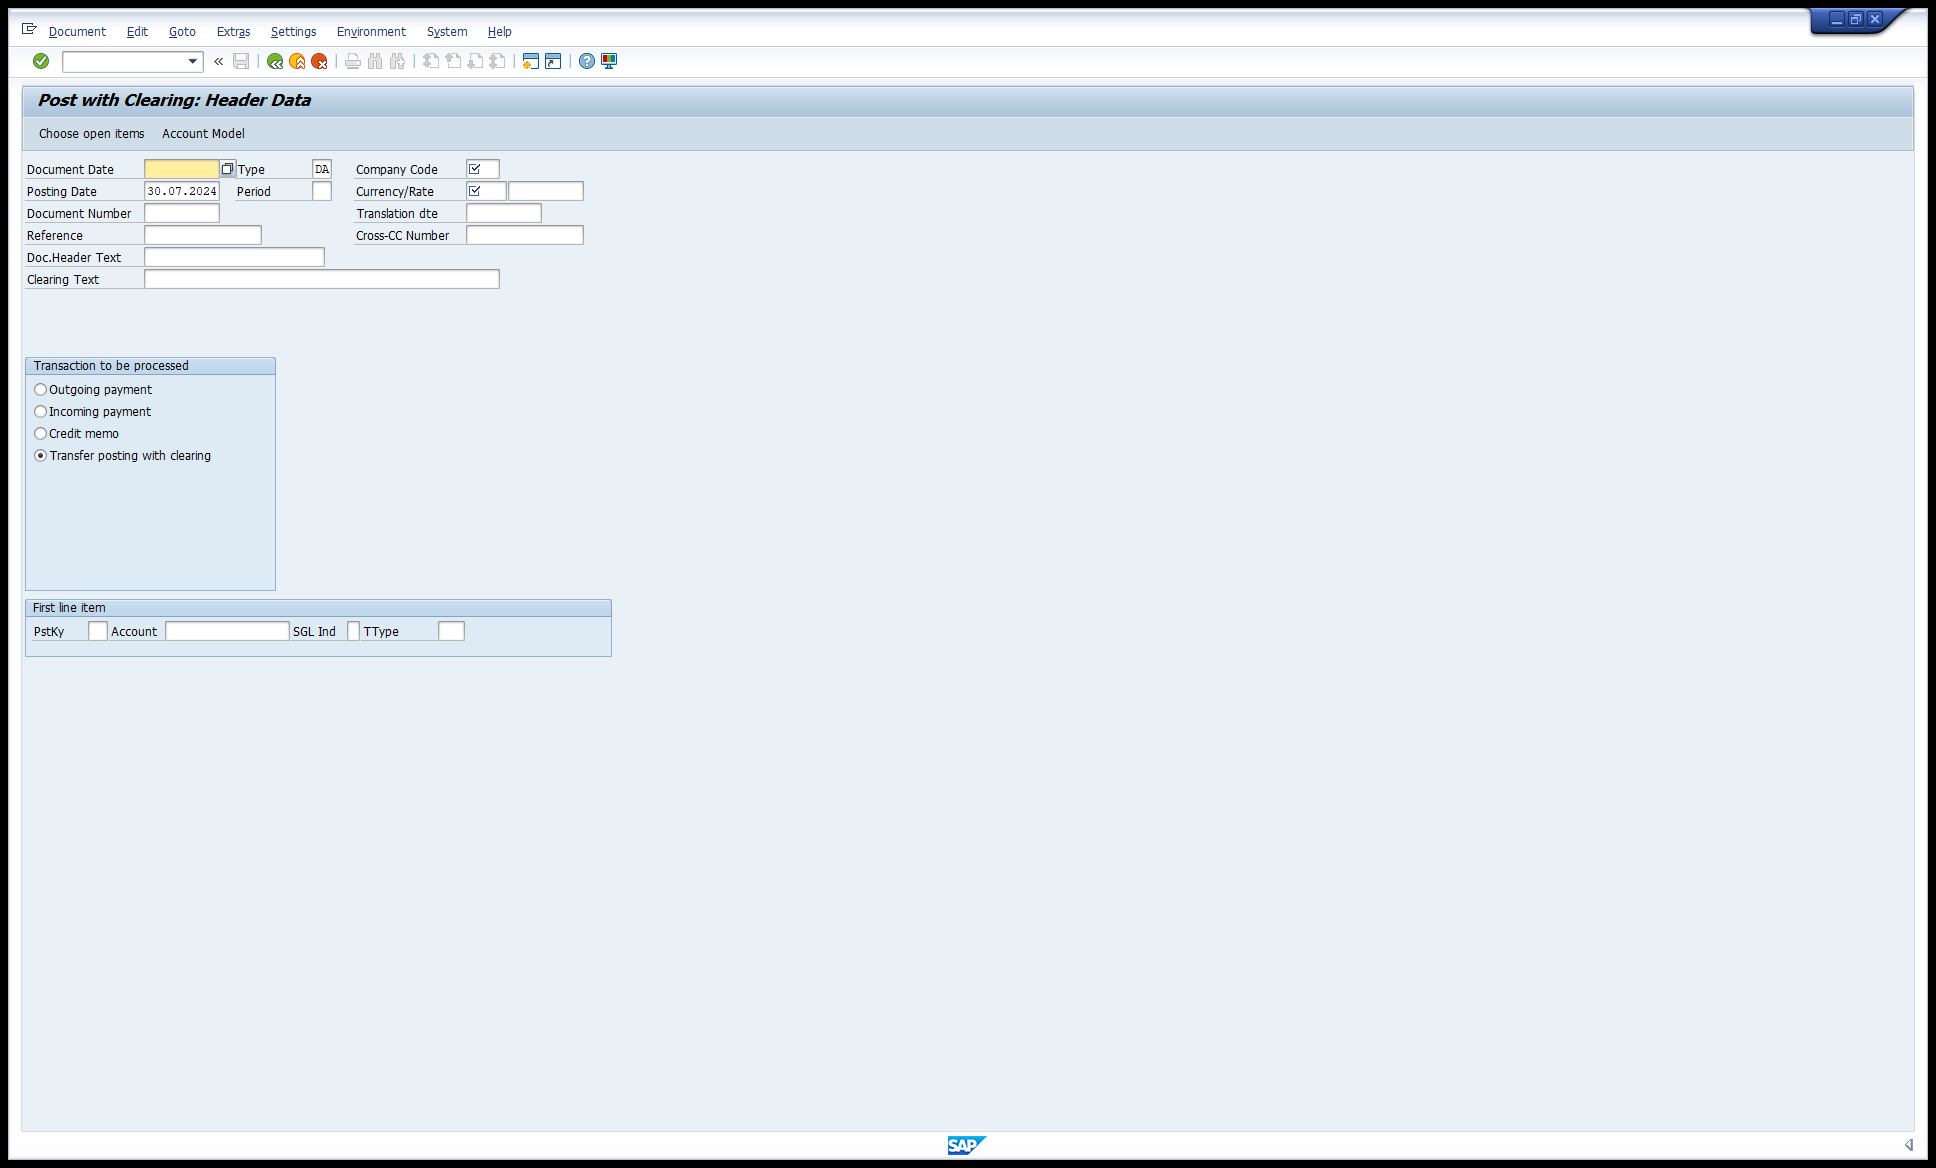 Document Edit Goto Extras Settings Environment System Help
Post with Clearing: Header Data
Choose open items Account Model
Document Date Type DA Company Code
Posting Date 30.07.2024 Period Currency/Rate
Document Number Translation dte
Reference Cross-CC Number
Doc.Header Text
Clearing Text
Transaction to be processed
Outgoing payment
Incoming payment
Credit memo
Transfer posting with clearing
First line item
PstKy Account SGL Ind TType
SAP